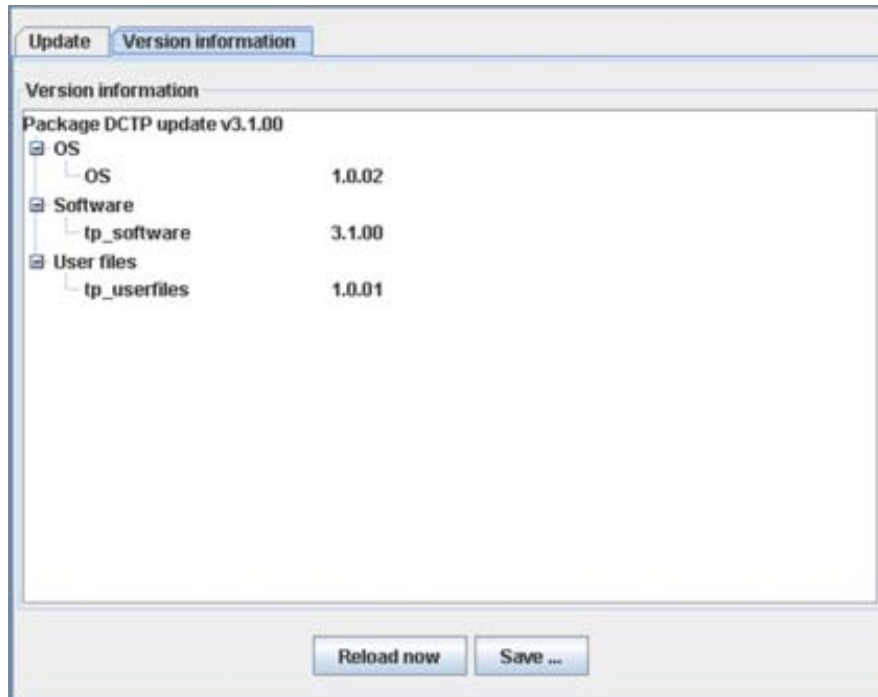 Update Version information
Version information
Package DCTP update v3.1.00
OS
OS 1.0.02
Software
tp_software 3.1.00
User files
tp_userfiles 1.0.01
Reload now Save ...